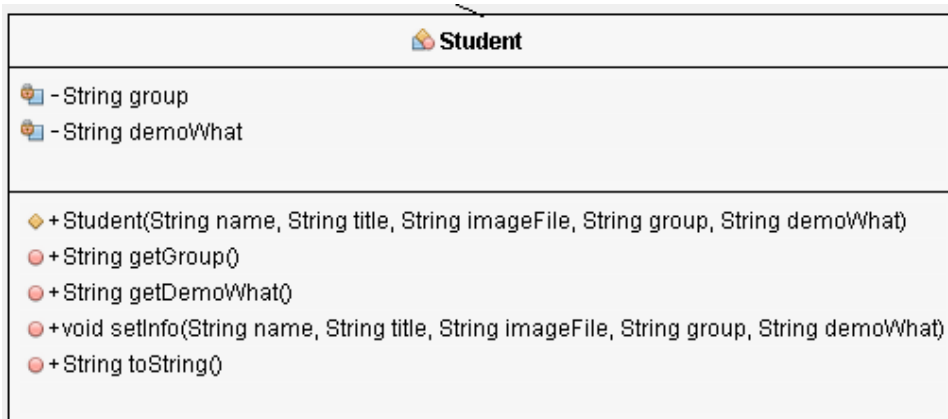 Student
-String group
-String demoWhat
+Student(String name, String title, String imageFile, String group, String demoWhat)
+String getGroup()
+String getDemoWhat()
+void setInfo(String name, String title, String imageFile, String group, String demoWhat)
+String toString()